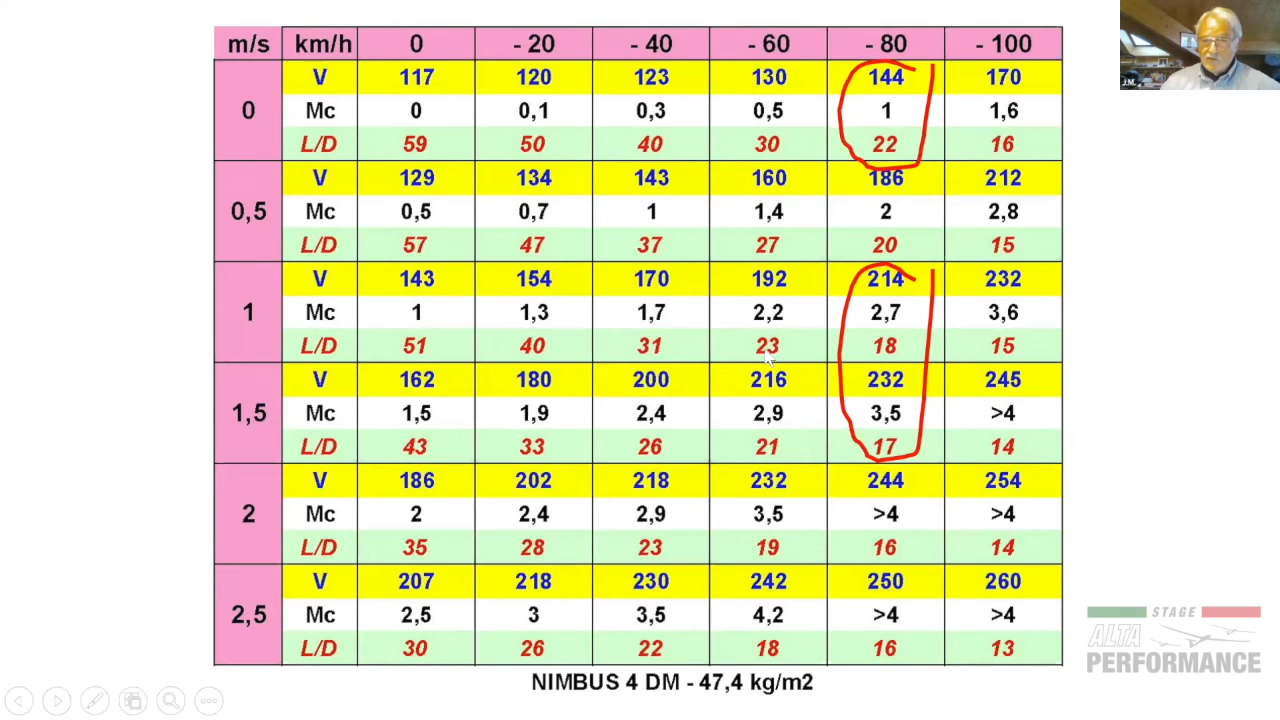 m/s km/h 0 - 20 - 40 - 60 - 80 - 100
V 117 120 123 130 144 170
0 Mc 0 0,1 0,3 0,5 1 1,6
L/D 59 50 40 30 22 16
V 129 134 143 160 186 212
0,5 Mc 0,5 0,7 1 1,4 2 2,8
L/D 57 47 37 27 20 15
V 143 154 170 192 214 232
1 Mc 1 1,3 1,7 2,2 2,7 3,6
L/D 51 40 31 23 18 15
V 162 180 200 216 232 245
1,5 Mc 1,5 1,9 2,4 2,9 3,5 >4
L/D 43 33 26 21 17 14
V 186 202 218 232 244 254
2 Mc 2 2,4 2,9 3,5 >4 >4
L/D 35 28 23 19 16 14
V 207 218 230 242 250 260
2,5 Mc 2,5 3 3,5 4,2 >4 >4
L/D 30 26 22 18 16 13
NIMBUS 4 DM - 47,4 kg/m2
STAGE
ALTA
PERFORMANCE